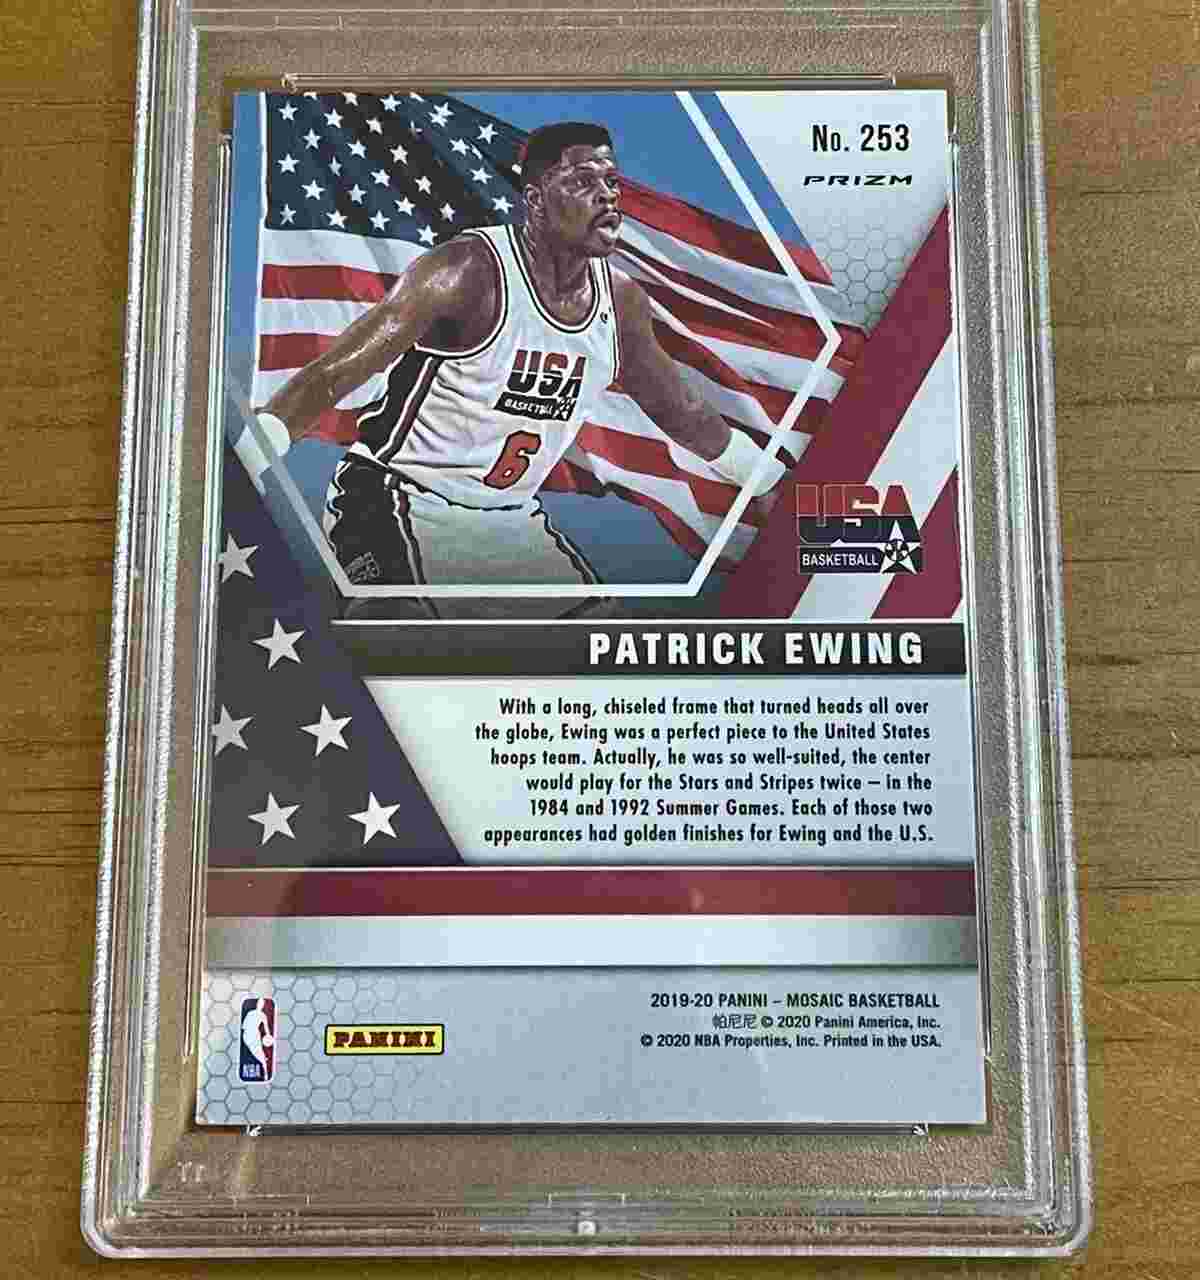 No. 253
PRIZM
USA
BASKETBALL
6
USA
BASKETBALL
PATRICK EWING
With a long, chiseled frame that turned heads all over
the globe, Ewing was a perfect piece to the United States
hoops team. Actually, he was so well-suited, the center
would play for the Stars and Stripes twice – in the
1984 and 1992 Summer Games. Each of those two
appearances had golden finishes for Ewing and the U.S.
2019-20 PANINI – MOSAIC BASKETBALL
帕尼尼 © 2020 Panini America, Inc.
© 2020 NBA Properties, Inc. Printed in the USA.
NBA
PANINI